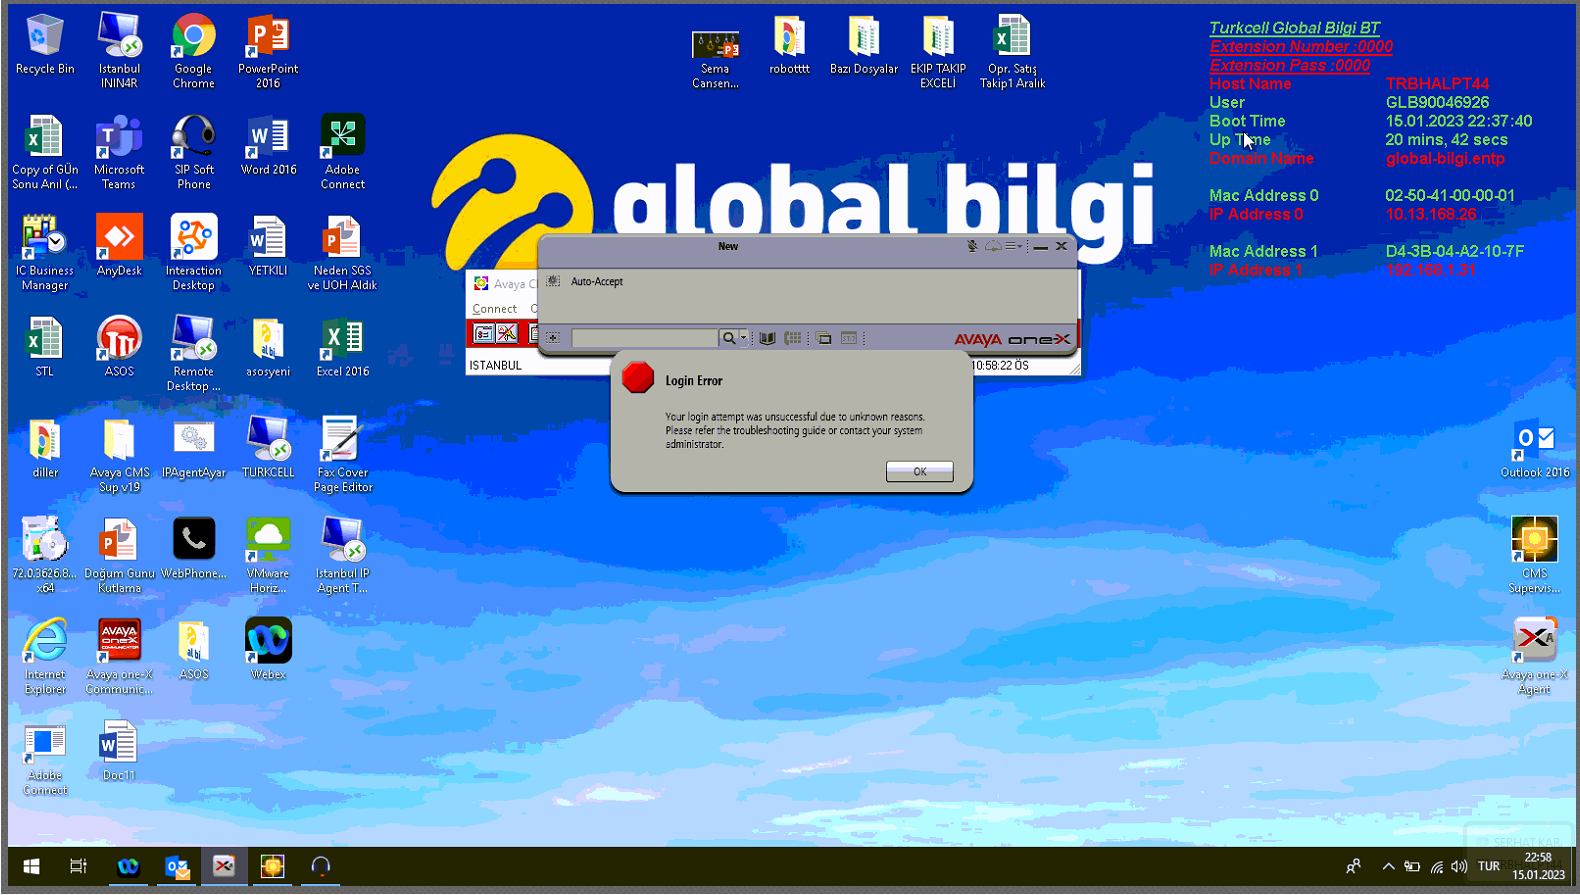 Recycle Bin
Istanbul
ININ4R
Google
Chrome
PowerPoint
2016
Sema
Cansen...
robotttt
Bazı Dosyalar
EKIP TAKIP
EXCELİ
Opr. Satış
Takip1 Aralık
Turkcell Global Bilgi BT
Extension Number :0000
Extension Pass :0000
Host Name TRBHALPT44
User GLB90046926
Boot Time 15.01.2023 22:37:40
Up Time 20 mins, 42 secs
Domain Name global-bilgi.entp
Mac Address 0 02-50-41-00-00-01
IP Address 0 10.13.168.26
Mac Address 1 D4-3B-04-A2-10-7F
IP Address 1 192.168.1.31
Copy of GÜn
Sonu Anıl (...
Microsoft
Teams
SIP Soft
Phone
Word 2016
Adobe
Connect
global bilgi
IC Business
Manager
AnyDesk
Interaction
Desktop
YETKILI
Neden SGS
ve UOH Aldık
New
Avaya C
Auto-Accept
Connect
AVAYA one-X
ISTANBUL
10:58:22 ÖS
STL
ASOS
Remote
Desktop ...
asosyeni
Excel 2016
Login Error
Your login attempt was unsuccessful due to unknown reasons.
Please refer the troubleshooting guide or contact your system
administrator.
OK
diller
Avaya CMS
Sup v19
IPAgentAyar
TURKCELL
Fax Cover
Page Editor
Outlook 2016
72.0.3626.8...
x64
Doğum Gunu
Kutlama
WebPhone...
VMware
Horiz...
Istanbul IP
Agent T...
CMS
Supervis...
Internet
Explorer
AVAYA
one-X
COMMUNICATOR
Avaya one-X
Communic...
ASOS
Webex
Avaya one-X
Agent
Adobe
Connect
Doc11
SERHAT KAR
TUR
22:58
15.01.2023